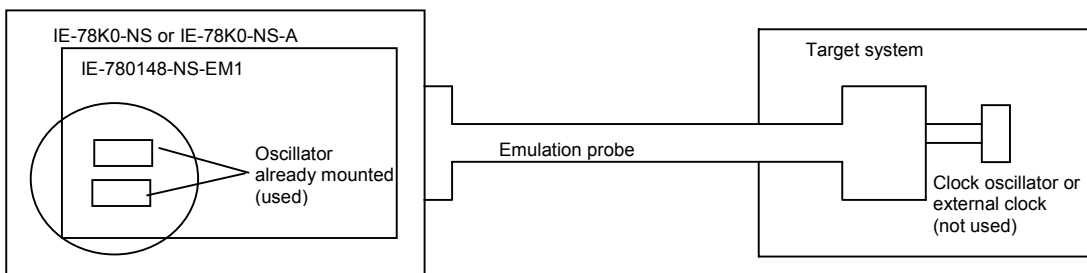 IE-78K0-NS or IE-78K0-NS-A
IE-780148-NS-EM1
Oscillator
already mounted
(used)
Emulation probe
Target system
Clock oscillator or
external clock
(not used)